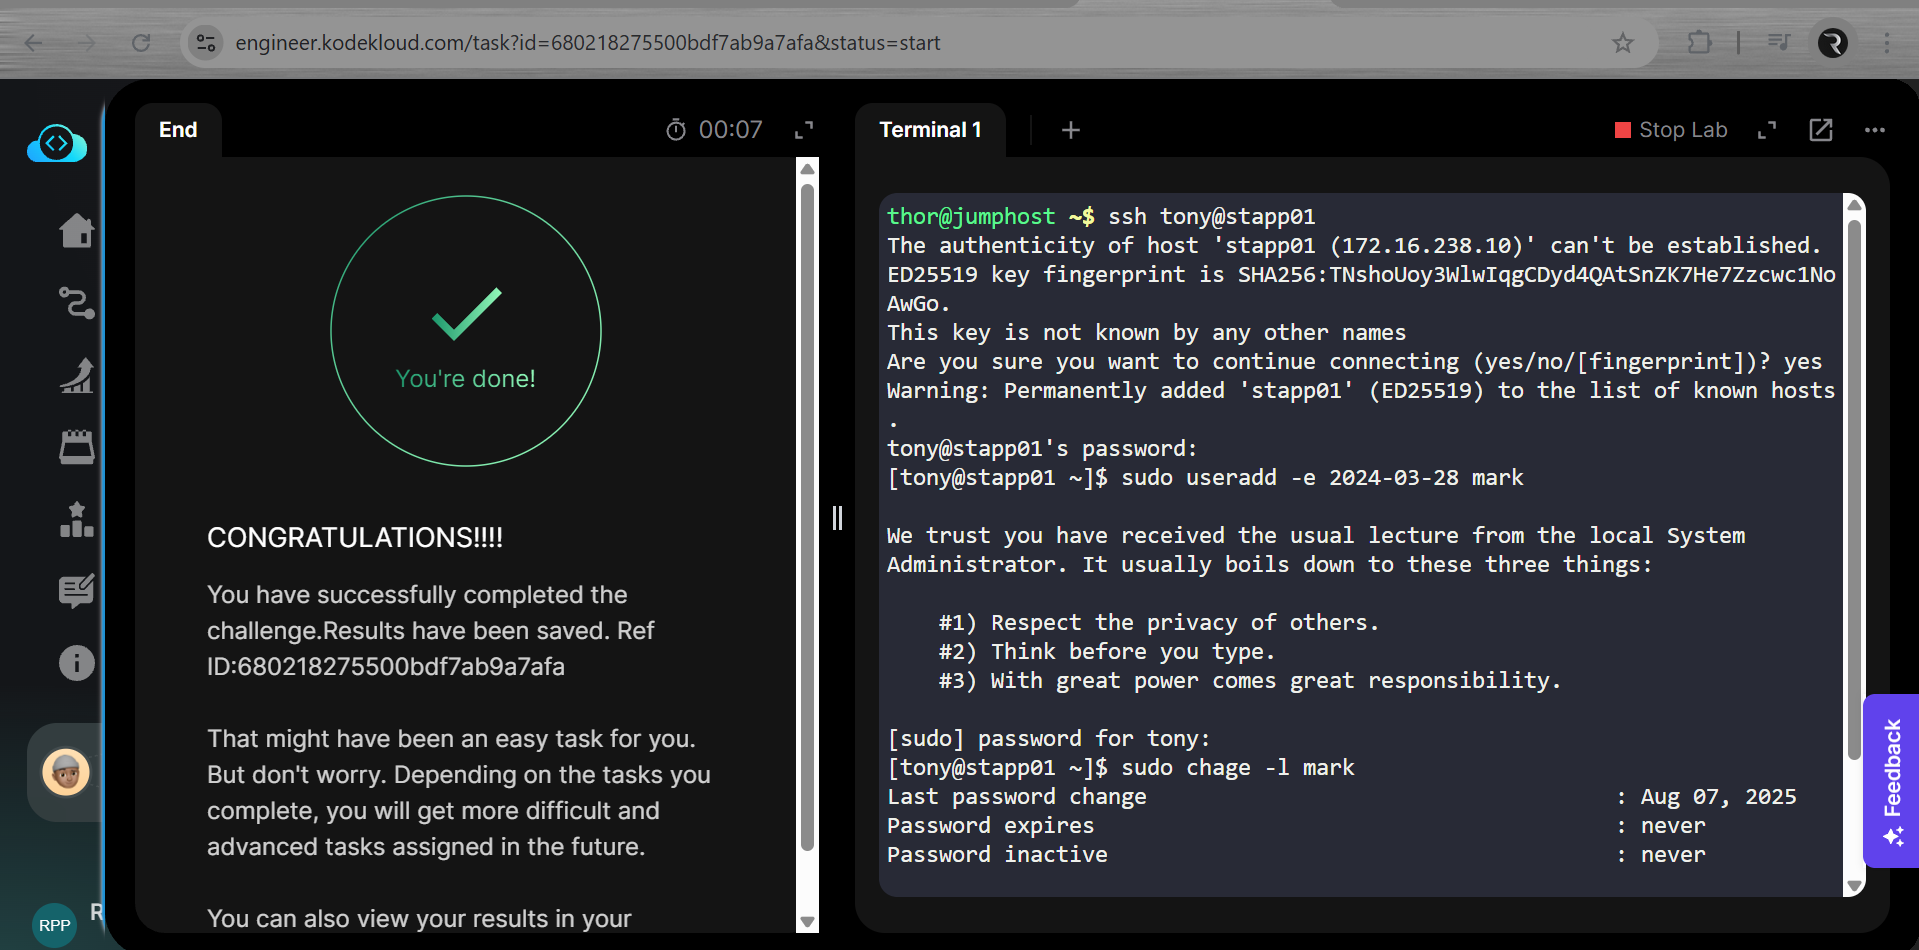 engineer.kodekloud.com/task?id=680218275500bdf7ab9a7afa&status=start
End
00:07
Terminal 1
Stop Lab
You're done!
CONGRATULATIONS!!!!
You have successfully completed the
challenge.Results have been saved. Ref
ID:680218275500bdf7ab9a7afa
That might have been an easy task for you.
But don't worry. Depending on the tasks you
complete, you will get more difficult and
advanced tasks assigned in the future.
You can also view your results in your
thor@jumphost ~$ ssh tony@stapp01
The authenticity of host 'stapp01 (172.16.238.10)' can't be established.
ED25519 key fingerprint is SHA256:TNshoUoy3WlwIqgCDyd4QAtSnZK7He7Zzcwc1No
AwGo.
This key is not known by any other names
Are you sure you want to continue connecting (yes/no/[fingerprint])? yes
Warning: Permanently added 'stapp01' (ED25519) to the list of known hosts
.
tony@stapp01's password:
[tony@stapp01 ~]$ sudo useradd -e 2024-03-28 mark
We trust you have received the usual lecture from the local System
Administrator. It usually boils down to these three things:
#1) Respect the privacy of others.
#2) Think before you type.
#3) With great power comes great responsibility.
[sudo] password for tony:
[tony@stapp01 ~]$ sudo chage -l mark
Last password change : Aug 07, 2025
Password expires : never
Password inactive : never
Feedback
RPP
R